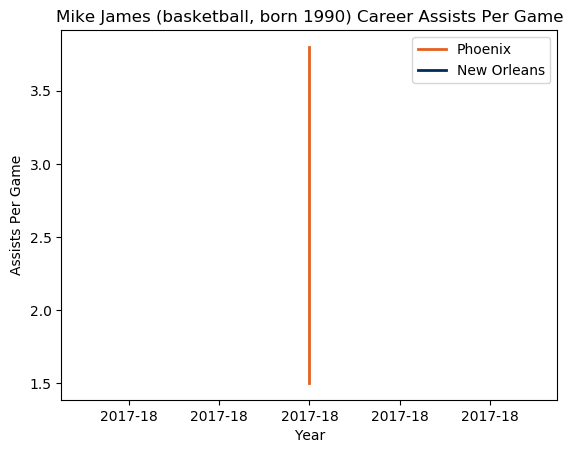 Mike James (basketball, born 1990) Career Assists Per Game
Phoenix
New Orleans
Assists Per Game
3.5
3.0
2.5
2.0
1.5
2017-18 2017-18 2017-18 2017-18 2017-18
Year